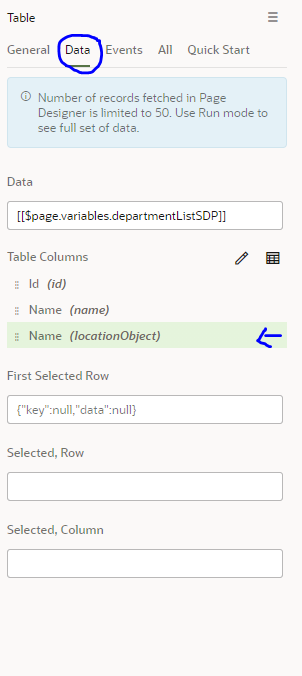 Table
General Data Events All Quick Start
Number of records fetched in Page
Designer is limited to 50. Use Run mode to
see full set of data.
Data
[[$page.variables.departmentListSDP]]
Table Columns
Id (id)
Name (name)
Name (locationObject)
First Selected Row
{"key":null,"data":null}
Selected, Row
Selected, Column